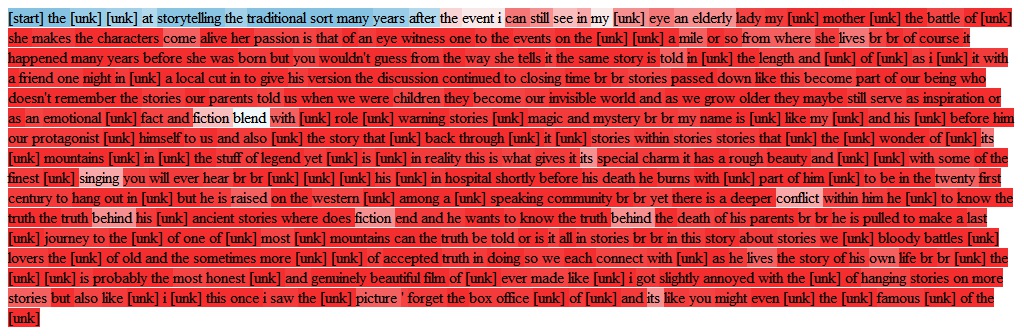 [start] the [unk] [unk] at storytelling the traditional sort many years after the event i can still see in my [unk] eye an elderly lady my [unk] mother [unk] the battle of [unk]
she makes the characters come alive her passion is that of an eye witness one to the events on the [unk] [unk] a mile or so from where she lives br br of course it
happened many years before she was born but you wouldn't guess from the way she tells it the same story is told in [unk] the length and [unk] of [unk] as i [unk] it with
a friend one night in [unk] a local cut in to give his version the discussion continued to closing time br br stories passed down like this become part of our being who
doesn't remember the stories our parents told us when we were children they become our invisible world and as we grow older they maybe still serve as inspiration or
as an emotional [unk] fact and fiction blend with [unk] role [unk] warning stories [unk] magic and mystery br br my name is [unk] like my [unk] and his [unk] before him
our protagonist [unk] himself to us and also [unk] the story that [unk] back through [unk] it [unk] stories within stories stories that [unk] the [unk] wonder of [unk] its
[unk] mountains [unk] in [unk] the stuff of legend yet [unk] is [unk] in reality this is what gives it its special charm it has a rough beauty and [unk] [unk] with some of the
finest [unk] singing you will ever hear br br [unk] [unk] [unk] his [unk] in hospital shortly before his death he burns with [unk] part of him [unk] to be in the twenty first
century to hang out in [unk] but he is raised on the western [unk] among a [unk] speaking community br br yet there is a deeper conflict within him he [unk] to know the
truth the truth behind his [unk] ancient stories where does fiction end and he wants to know the truth behind the death of his parents br br he is pulled to make a last
[unk] journey to the [unk] of one of [unk] most [unk] mountains can the truth be told or is it all in stories br br in this story about stories we [unk] bloody battles [unk]
lovers the [unk] of old and the sometimes more [unk] [unk] of accepted truth in doing so we each connect with [unk] as he lives the story of his own life br br [unk] the
[unk] [unk] is probably the most honest [unk] and genuinely beautiful film of [unk] ever made like [unk] i got slightly annoyed with the [unk] of hanging stories on more
stories but also like [unk] i [unk] this once i saw the [unk] picture ' forget the box office [unk] of [unk] and its like you might even [unk] the [unk] famous [unk] of the
[unk]